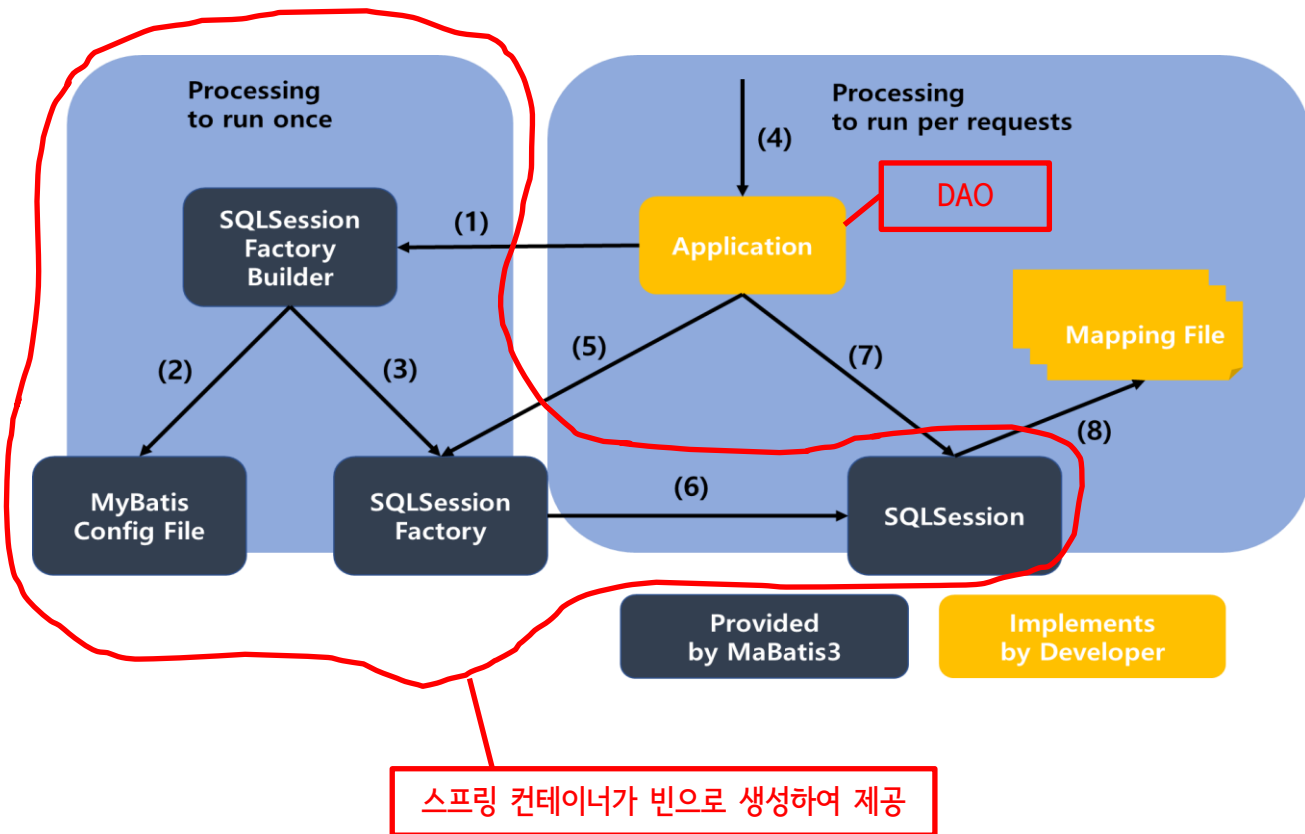 Processing
to run once
Processing
to run per requests
(4)
DAO
SQLSession
Factory
Builder
(1)
Application
Mapping File
(2)
(3)
(5)
(7)
(8)
MyBatis
Config File
SQLSession
Factory
(6)
SQLSession
Provided
by MaBatis3
Implements
by Developer
스프링 컨테이너가 빈으로 생성하여 제공